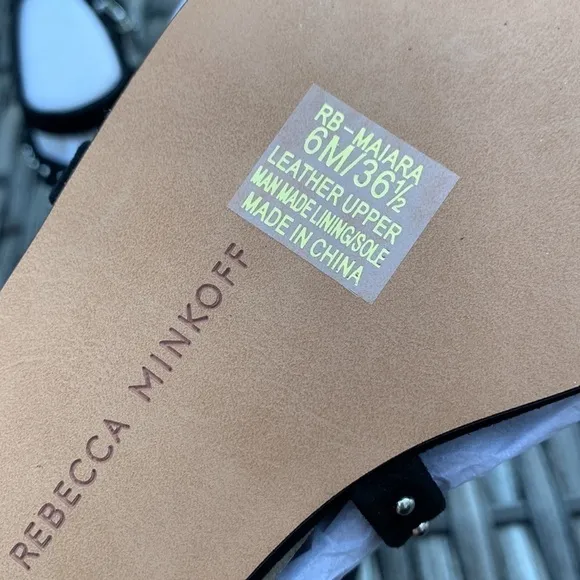 RB-MAIARA
6M/36½
LEATHER UPPER
MAN MADE LINING/SOLE
MADE IN CHINA
REBECCA MINKOFF